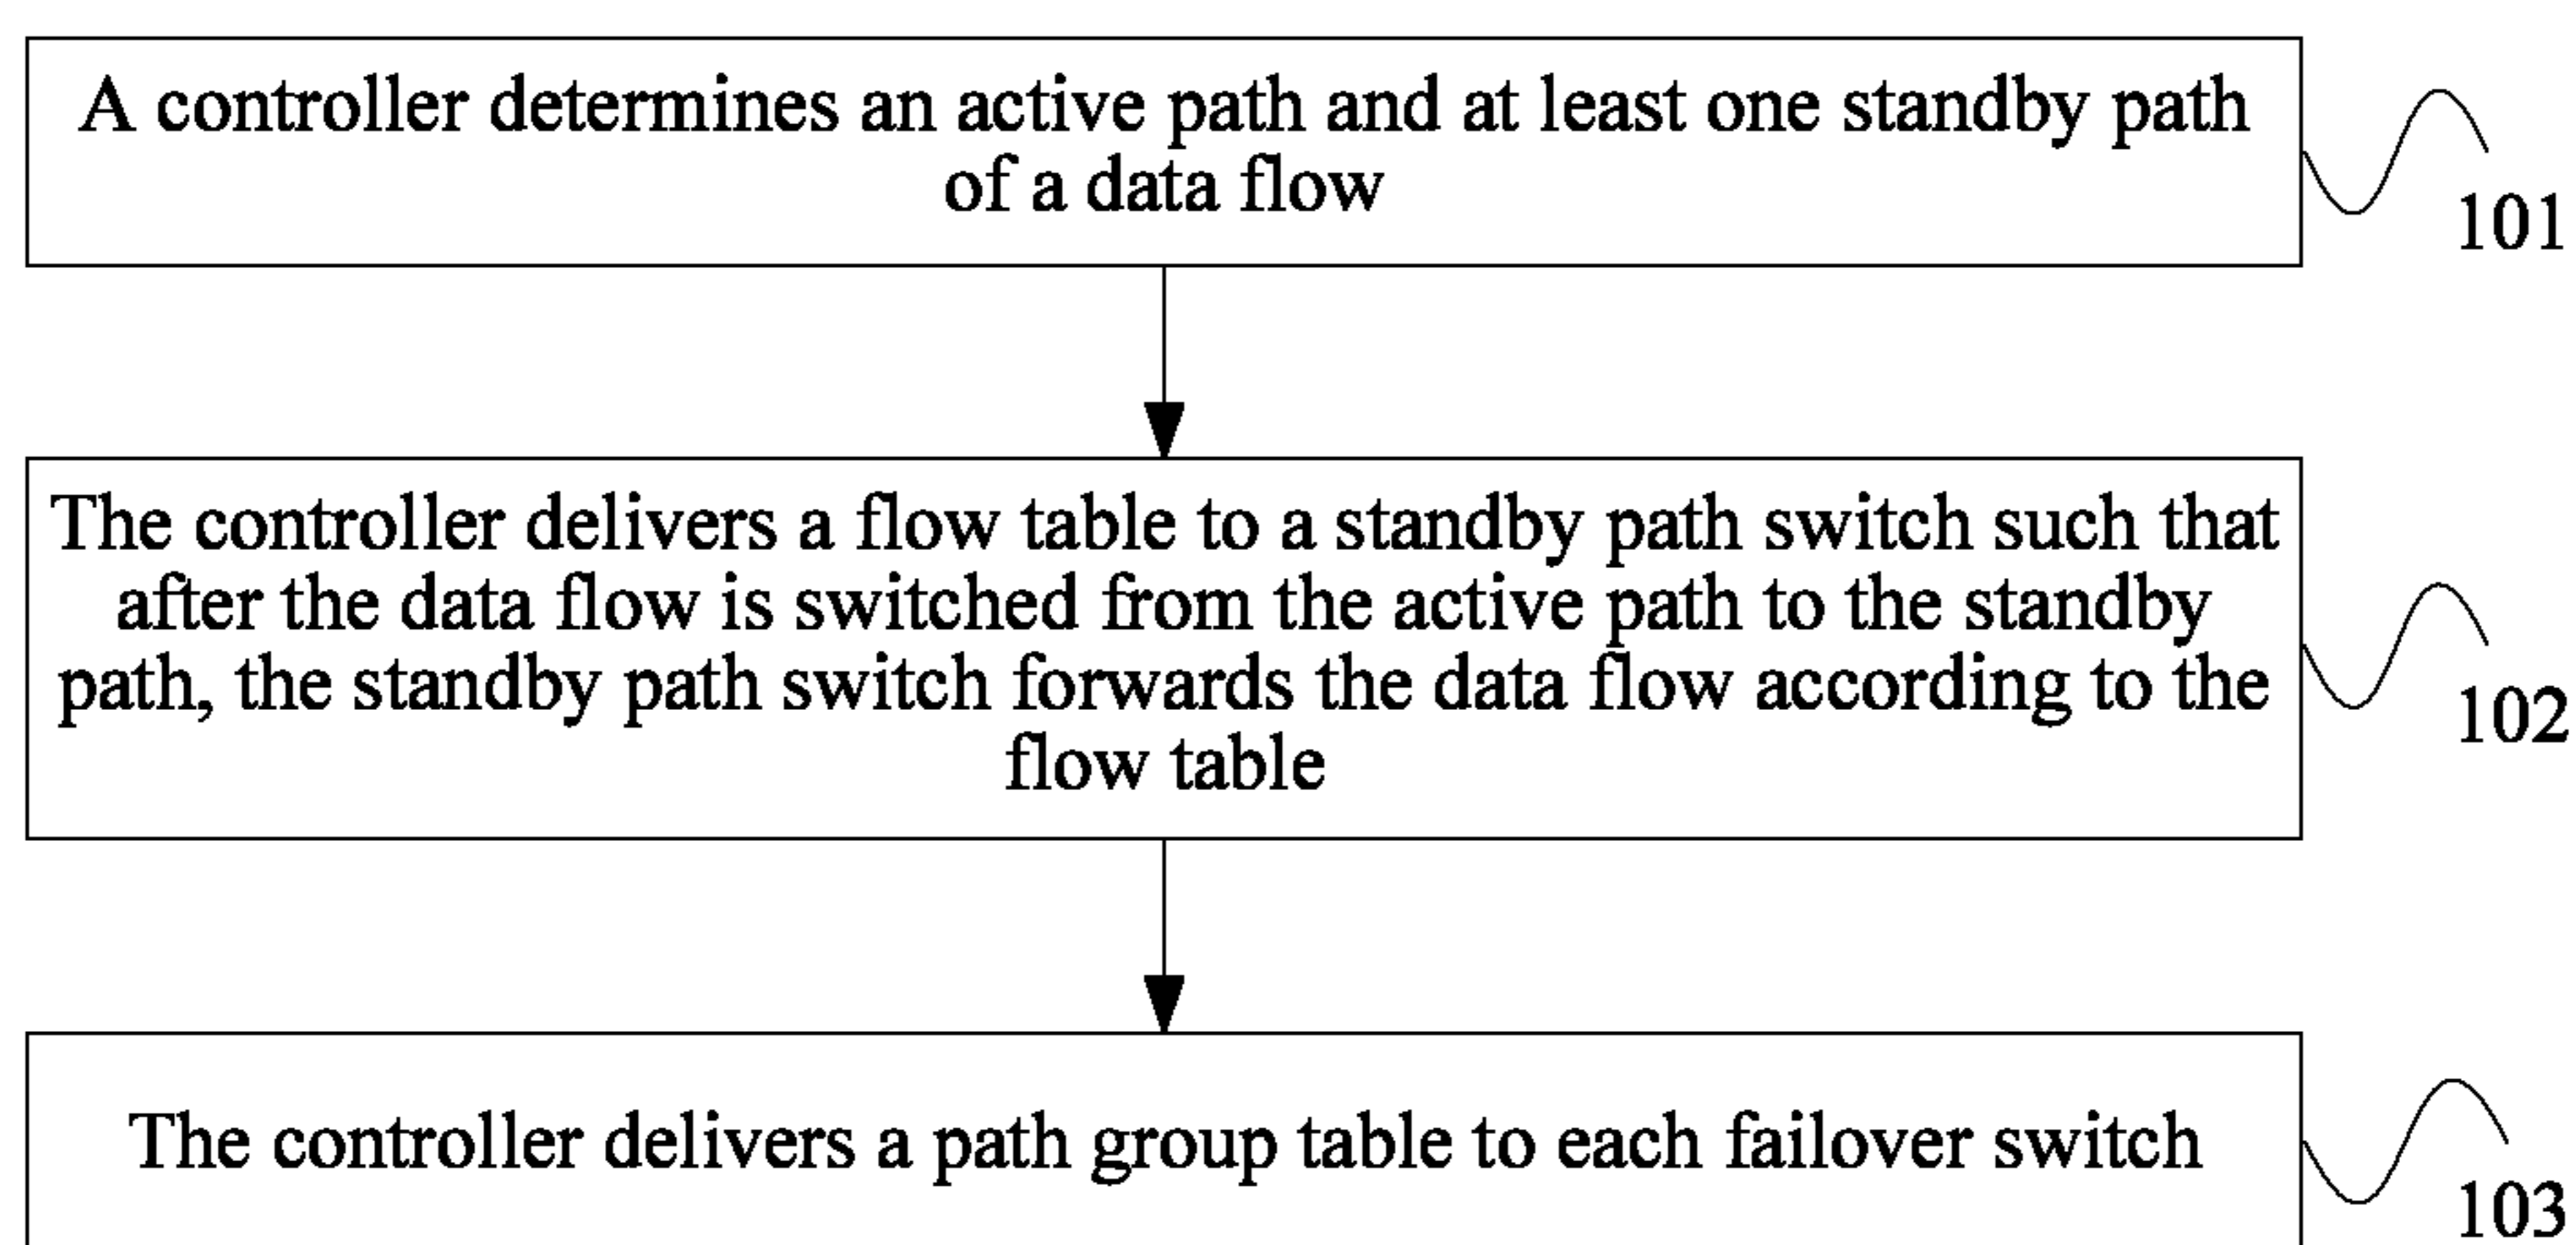 A controller determines an active path and at least one standby path
of a data flow
101
The controller delivers a flow table to a standby path switch such that
after the data flow is switched from the active path to the standby
path, the standby path switch forwards the data flow according to the
flow table
102
The controller delivers a path group table to each failover switch
103